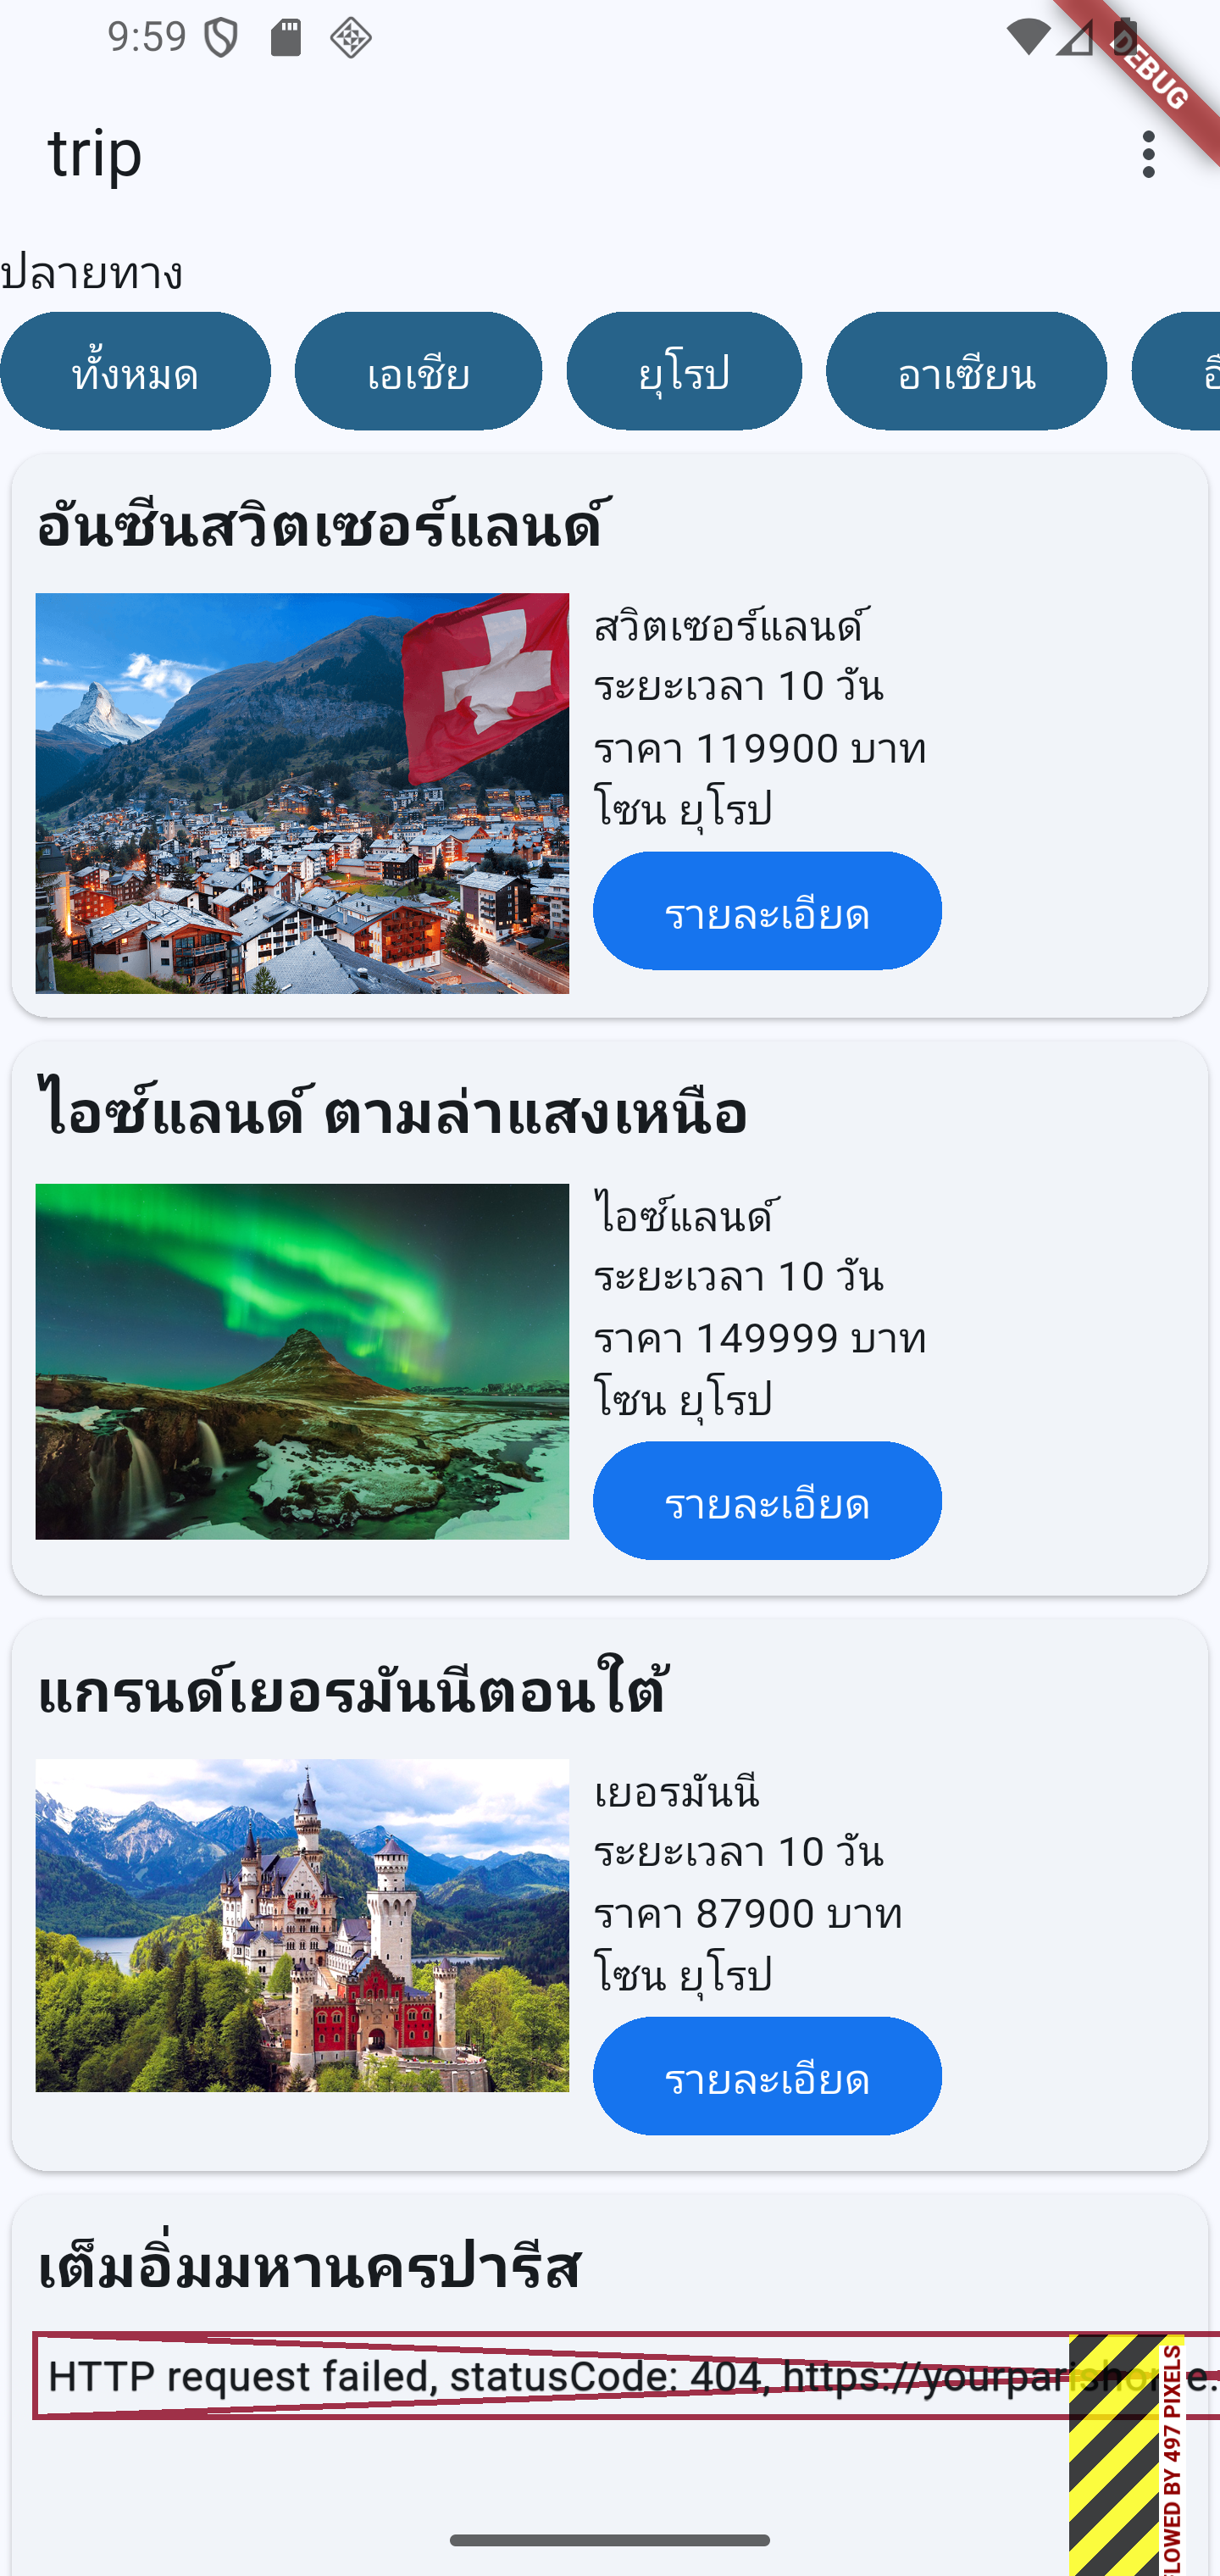 9:59
DEBUG
trip
ปลายทาง
ทั้งหมด
เอเชีย
ยุโรป
อาเซียน
อันซีนสวิตเซอร์แลนด์
สวิตเซอร์แลนด์
ระยะเวลา 10 วัน
ราคา 119900 บาท
โซน ยุโรป
รายละเอียด
ไอซ์แลนด์ ตามล่าแสงเหนือ
ไอซ์แลนด์
ระยะเวลา 10 วัน
ราคา 149999 บาท
โซน ยุโรป
รายละเอียด
แกรนด์เยอรมันนีตอนใต้
เยอรมันนี
ระยะเวลา 10 วัน
ราคา 87900 บาท
โซน ยุโรป
รายละเอียด
เต็มอิ่มมหานครปารีส
HTTP request failed, statusCode: 404, https://yourparishome.
FLOWED BY 497 PIXELS